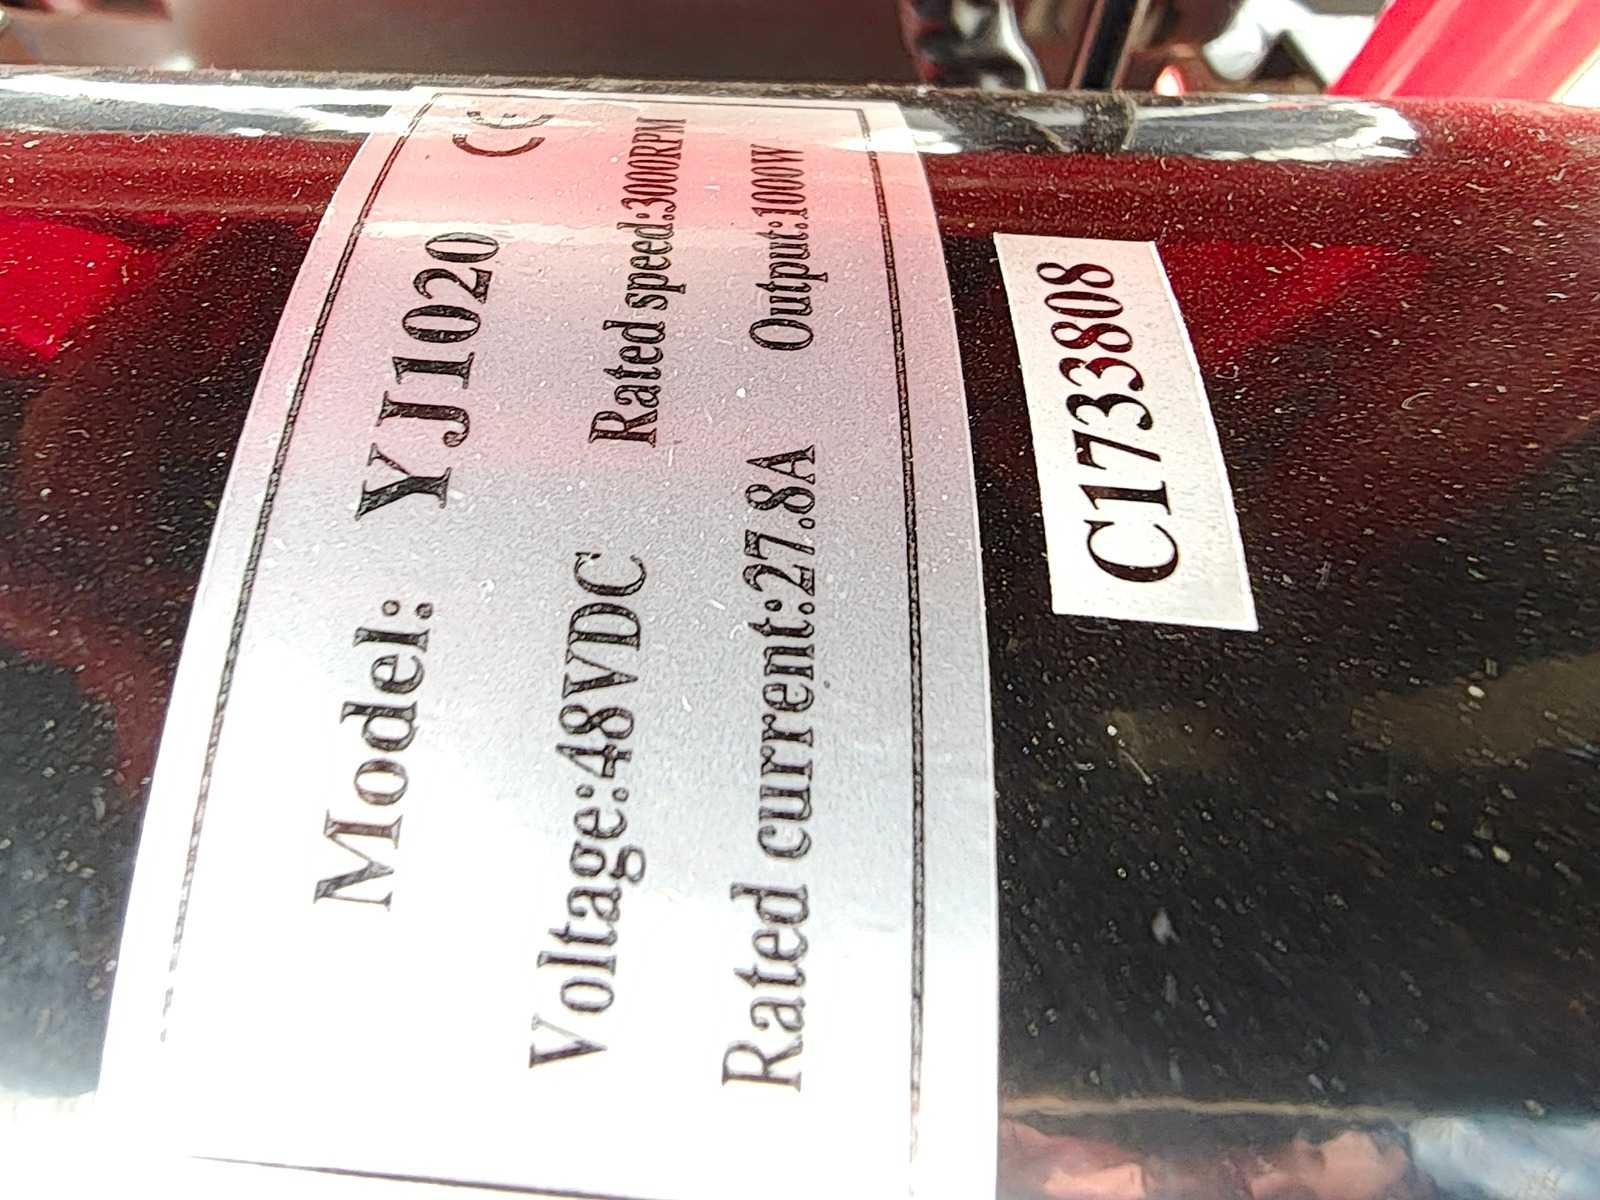 Model: YJ1020 CE
Voltage:48VDC Rated speed:3000RPM
Rated current:27.8A Output:1000W
C1733808